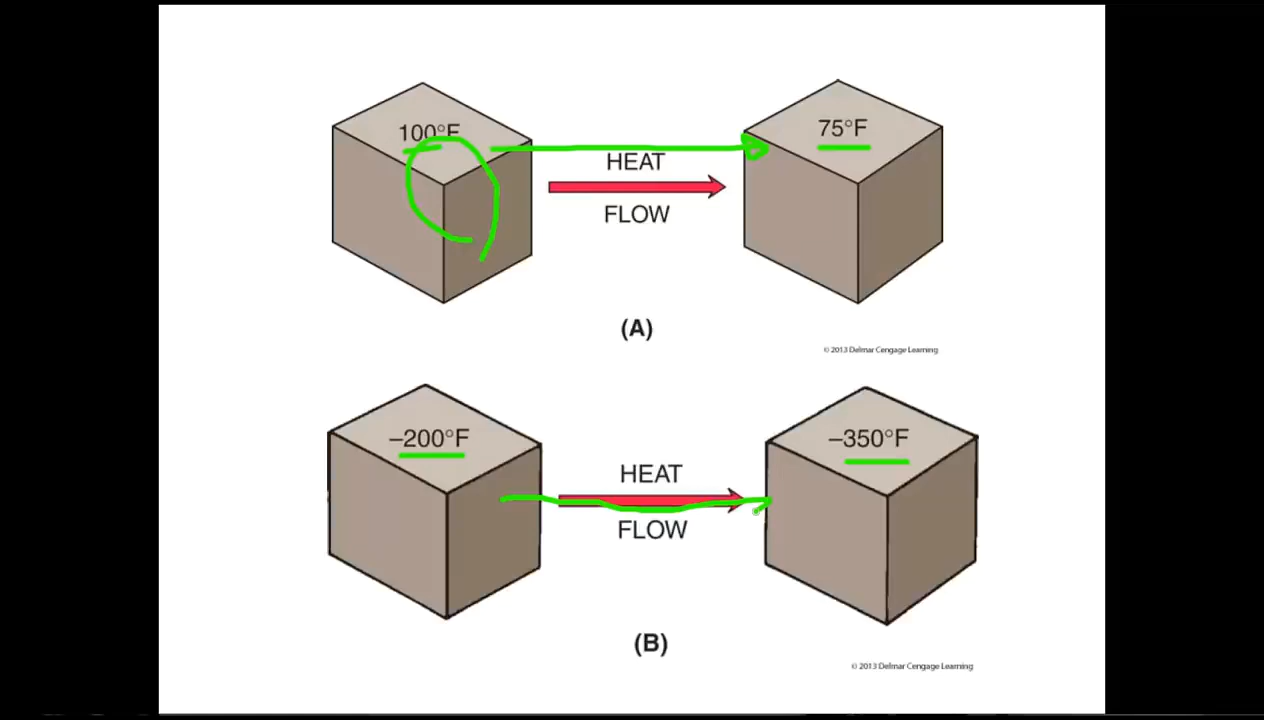 100°F
75°F
HEAT
FLOW
(A)
© 2013 Delmar Cengage Learning
–200°F
–350°F
HEAT
FLOW
(B)
© 2013 Delmar Cengage Learning